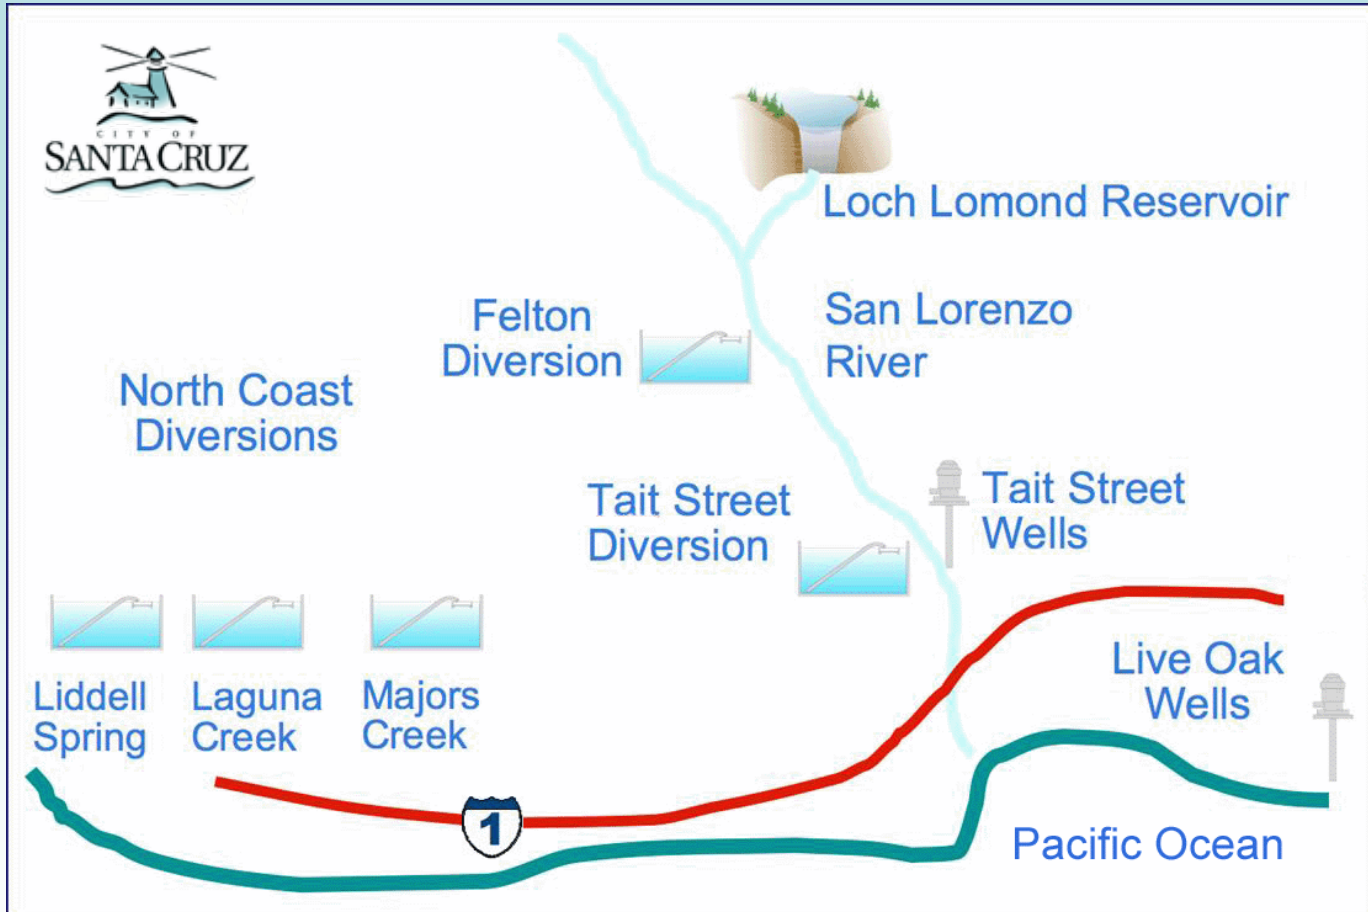 CITY OF
SANTA CRUZ
Loch Lomond Reservoir
San Lorenzo
River
Felton
Diversion
North Coast
Diversions
Tait Street
Wells
Tait Street
Diversion
Live Oak
Wells
Liddell
Spring
Laguna
Creek
Majors
Creek
1
Pacific Ocean